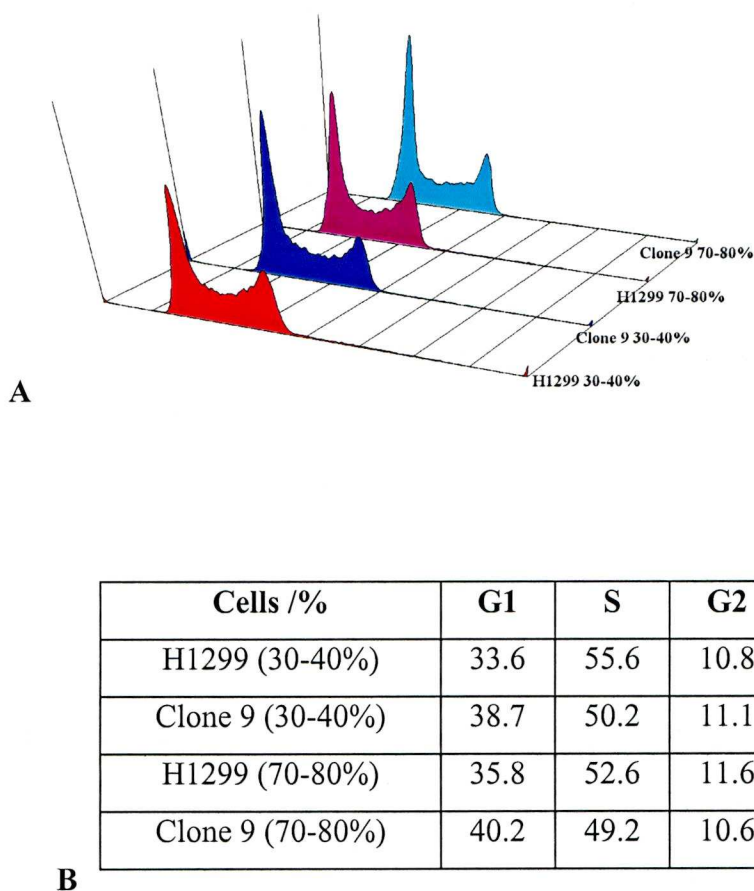 Clone 9 70-80%
H1299 70-80%
Clone 9 30-40%
H1299 30-40%
A
Cells /% G1 S G2
H1299 (30-40%) 33.6 55.6 10.8
Clone 9 (30-40%) 38.7 50.2 11.1
H1299 (70-80%) 35.8 52.6 11.6
Clone 9 (70-80%) 40.2 49.2 10.6
B